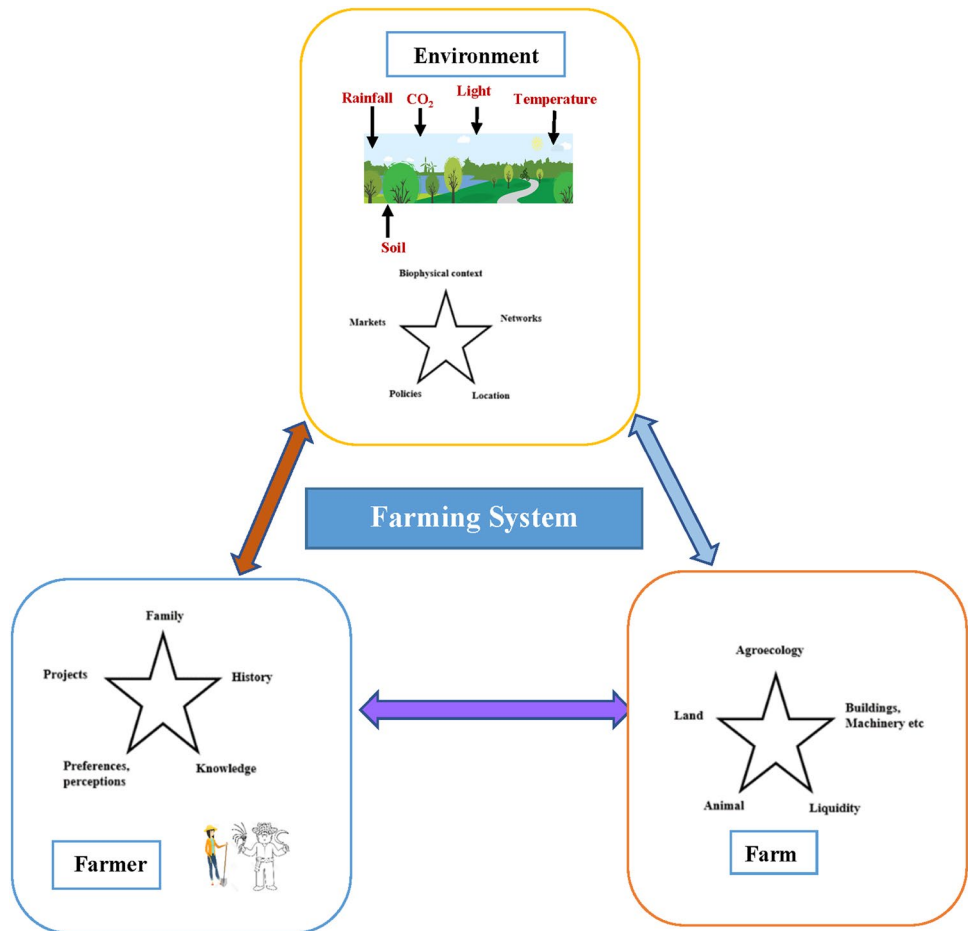 Environment
Rainfall
CO₂
Light
Temperature
Soil
Biophysical context
Markets
Networks
Policies
Location
Farming System
Family
Projects
History
Preferences,
perceptions
Knowledge
Farmer
Agroecology
Land
Buildings,
Machinery etc
Animal
Liquidity
Farm